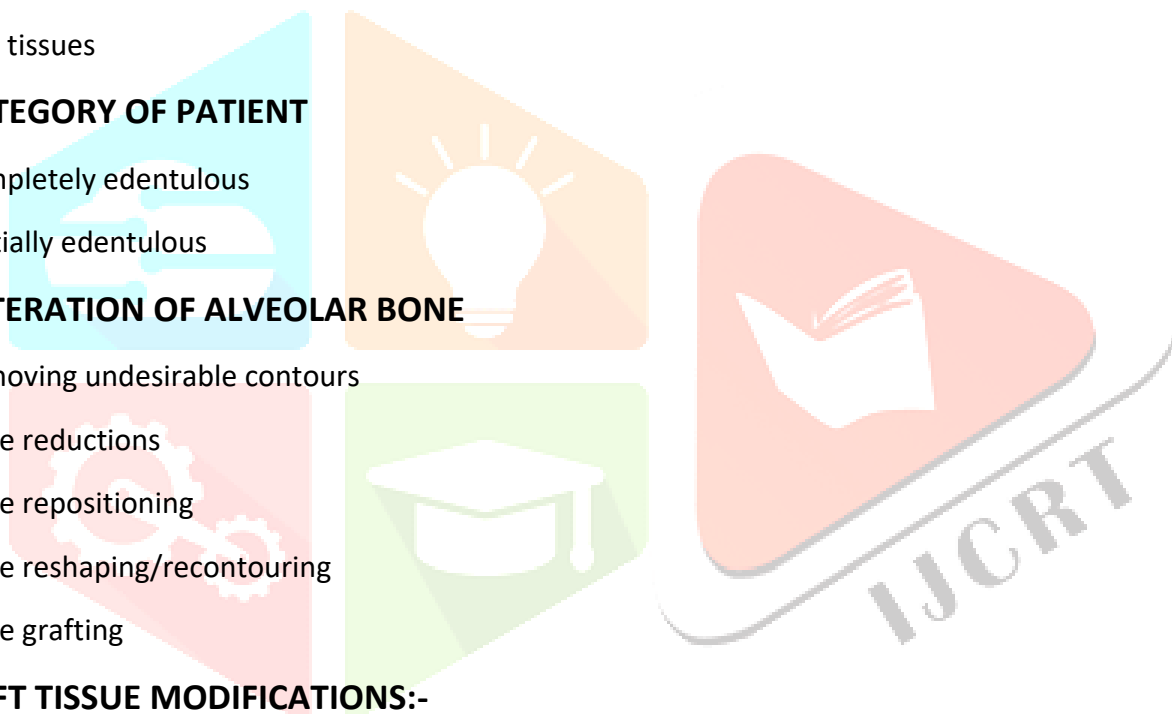 tissues
TEGORY OF PATIENT
mpletely edentulous
tially edentulous
TERATION OF ALVEOLAR BONE
moving undesirable contours
e reductions
e repositioning
e reshaping/recontouring
e grafting
FT TISSUE MODIFICATIONS:-
IJCRT